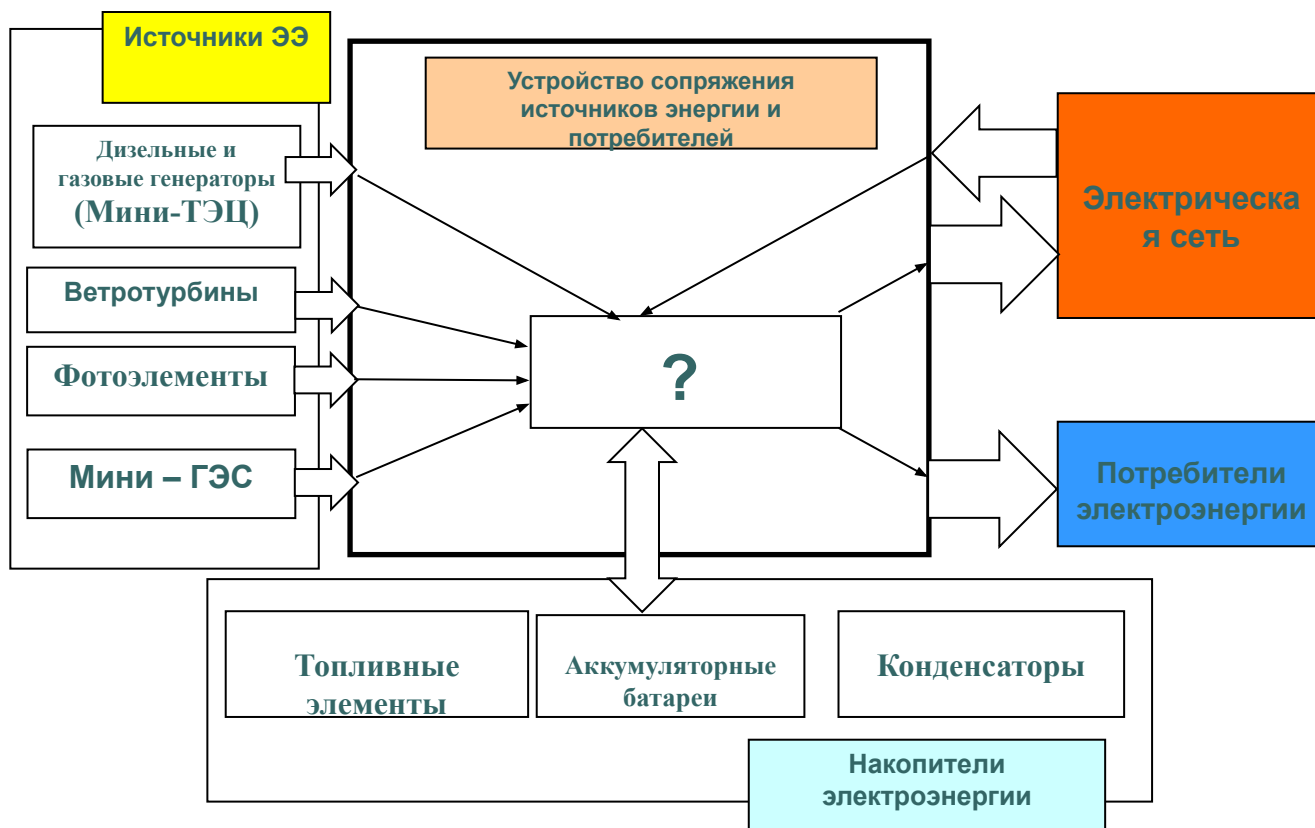 Источники ЭЭ
Устройство сопряжения
источников энергии и
потребителей
Дизельные и
газовые генераторы
(Мини-ТЭЦ)
Ветротурбины
Фотоэлементы
Мини – ГЭС
?
Электрическа
я сеть
Потребители
электроэнергии
Топливные
элементы
Аккумуляторные
батареи
Конденсаторы
Накопители
электроэнергии